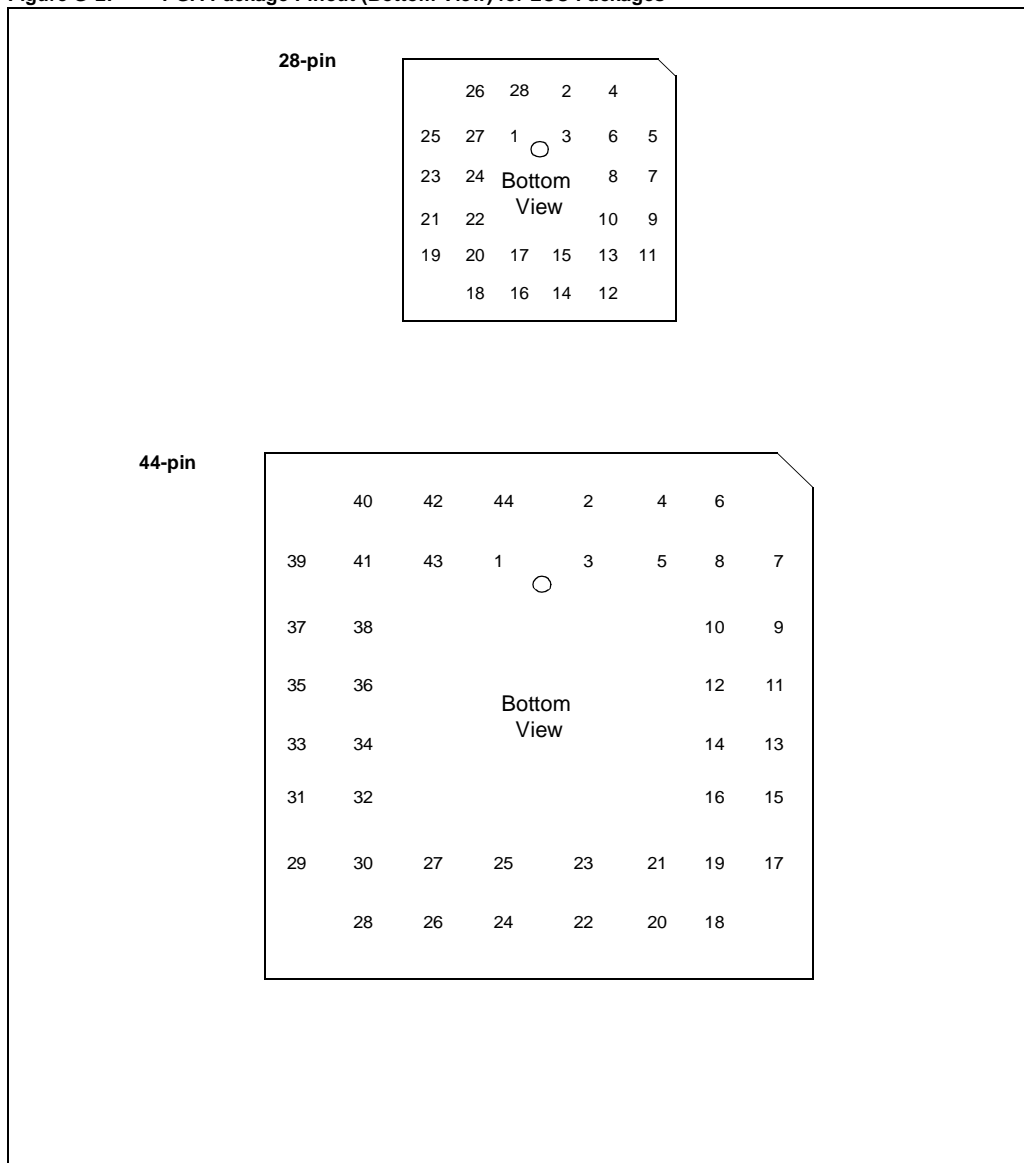 28-pin
26 28 2 4
25 27 1 3 6 5
23 24 8 7
Bottom
View
21 22 10 9
19 20 17 15 13 11
18 16 14 12
44-pin
40 42 44 2 4 6
39 41 43 1 3 5 8 7
37 38 10 9
35 36 12 11
Bottom
View
33 34 14 13
31 32 16 15
29 30 27 25 23 21 19 17
28 26 24 22 20 18